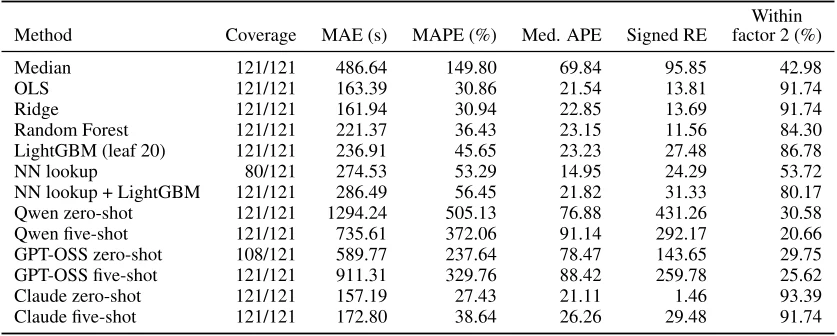 Within
Method Coverage MAE (s) MAPE (%) Med. APE Signed RE factor 2 (%)
Median 121/121 486.64 149.80 69.84 95.85 42.98
OLS 121/121 163.39 30.86 21.54 13.81 91.74
Ridge 121/121 161.94 30.94 22.85 13.69 91.74
Random Forest 121/121 221.37 36.43 23.15 11.56 84.30
LightGBM (leaf 20) 121/121 236.91 45.65 23.23 27.48 86.78
NN lookup 80/121 274.53 53.29 14.95 24.29 53.72
NN lookup + LightGBM 121/121 286.49 56.45 21.82 31.33 80.17
Qwen zero-shot 121/121 1294.24 505.13 76.88 431.26 30.58
Qwen five-shot 121/121 735.61 372.06 91.14 292.17 20.66
GPT-OSS zero-shot 108/121 589.77 237.64 78.47 143.65 29.75
GPT-OSS five-shot 121/121 911.31 329.76 88.42 259.78 25.62
Claude zero-shot 121/121 157.19 27.43 21.11 1.46 93.39
Claude five-shot 121/121 172.80 38.64 26.26 29.48 91.74